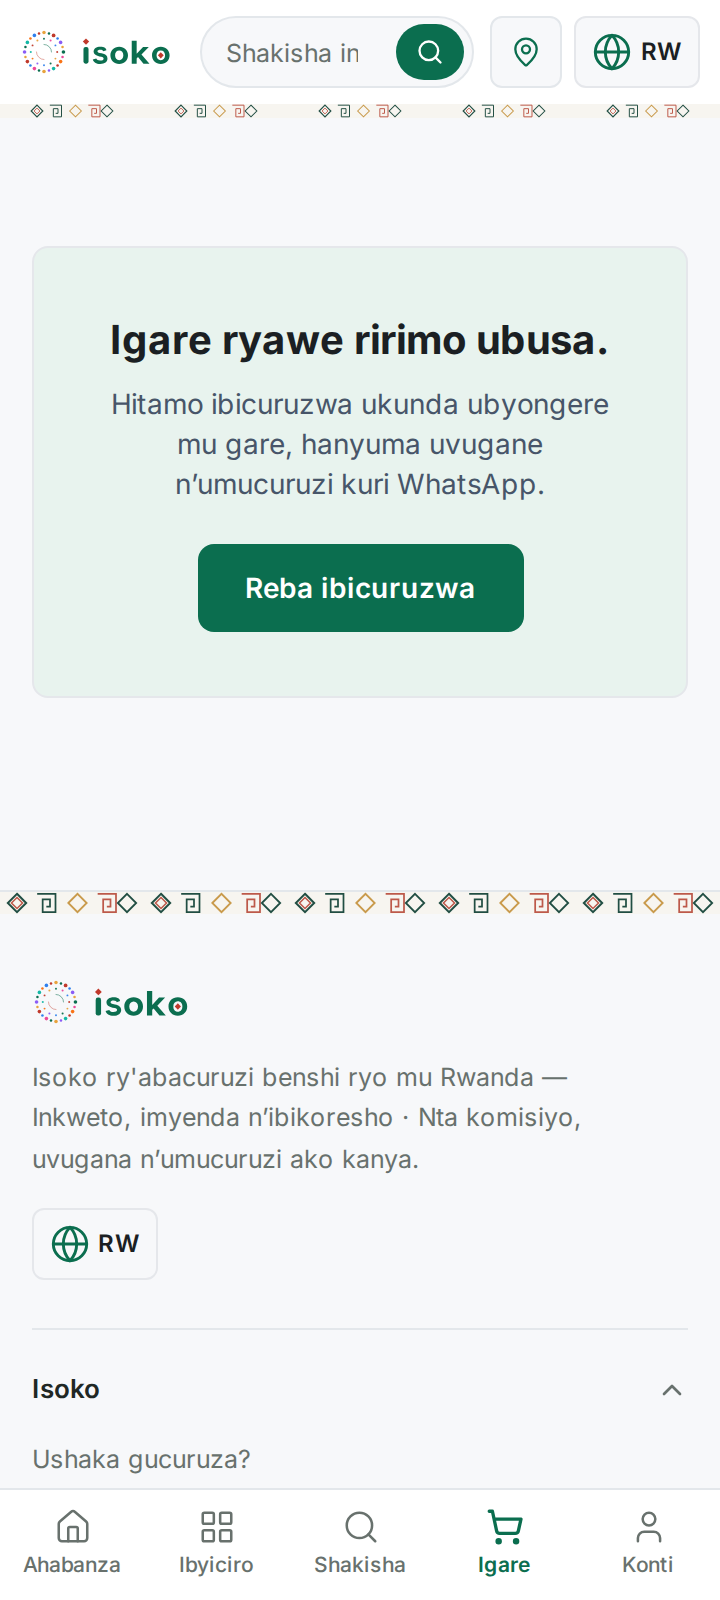 isoko
Shakisha in
RW
Igare ryawe ririmo ubusa.
Hitamo ibicuruzwa ukunda ubyongere
mu gare, hanyuma uvugane
n’umucuruzi kuri WhatsApp.
Reba ibicuruzwa
isoko
Isoko ry'abacuruzi benshi ryo mu Rwanda —
Inkweto, imyenda n’ibikoresho · Nta komisiyo,
uvugana n’umucuruzi ako kanya.
RW
Isoko
Ushaka gucuruza?
Ahabanza
Ibyiciro
Shakisha
Igare
Konti